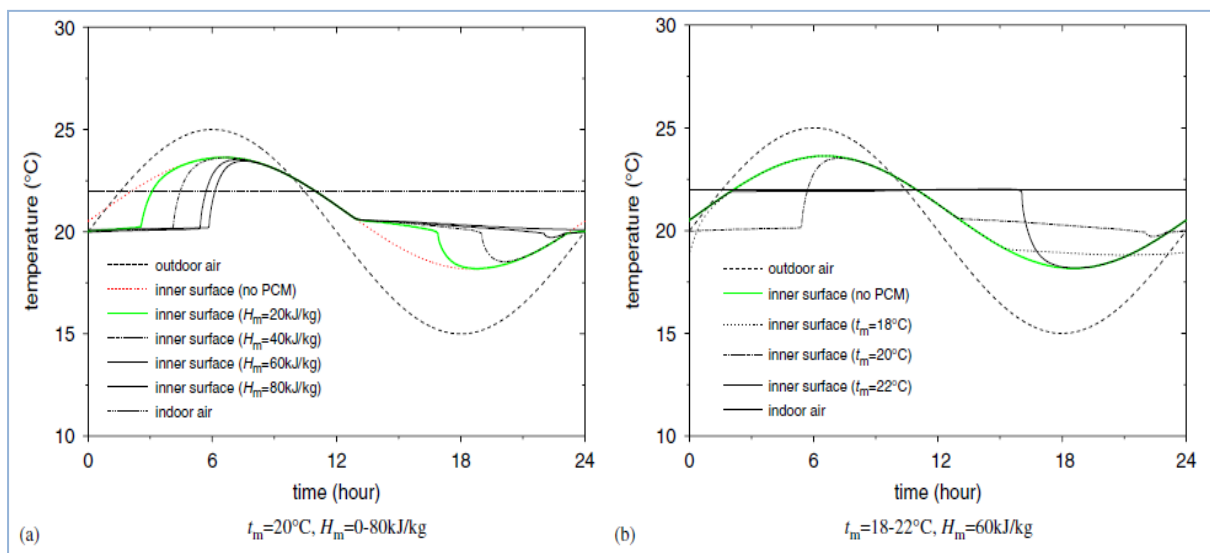 30
25
20
15
10
temperature (°C)
outdoor air
inner surface (no PCM)
inner surface (Hm=20kJ/kg)
inner surface (Hm=40kJ/kg)
inner surface (Hm=60kJ/kg)
inner surface (Hm=80kJ/kg)
indoor air
0 6 12 18 24
time (hour)
(a) tm=20°C, Hm=0-80kJ/kg
30
25
20
15
10
temperature (°C)
outdoor air
inner surface (no PCM)
inner surface (tm=18°C)
inner surface (tm=20°C)
inner surface (tm=22°C)
indoor air
0 6 12 18 24
time (hour)
(b) tm=18-22°C, Hm=60kJ/kg